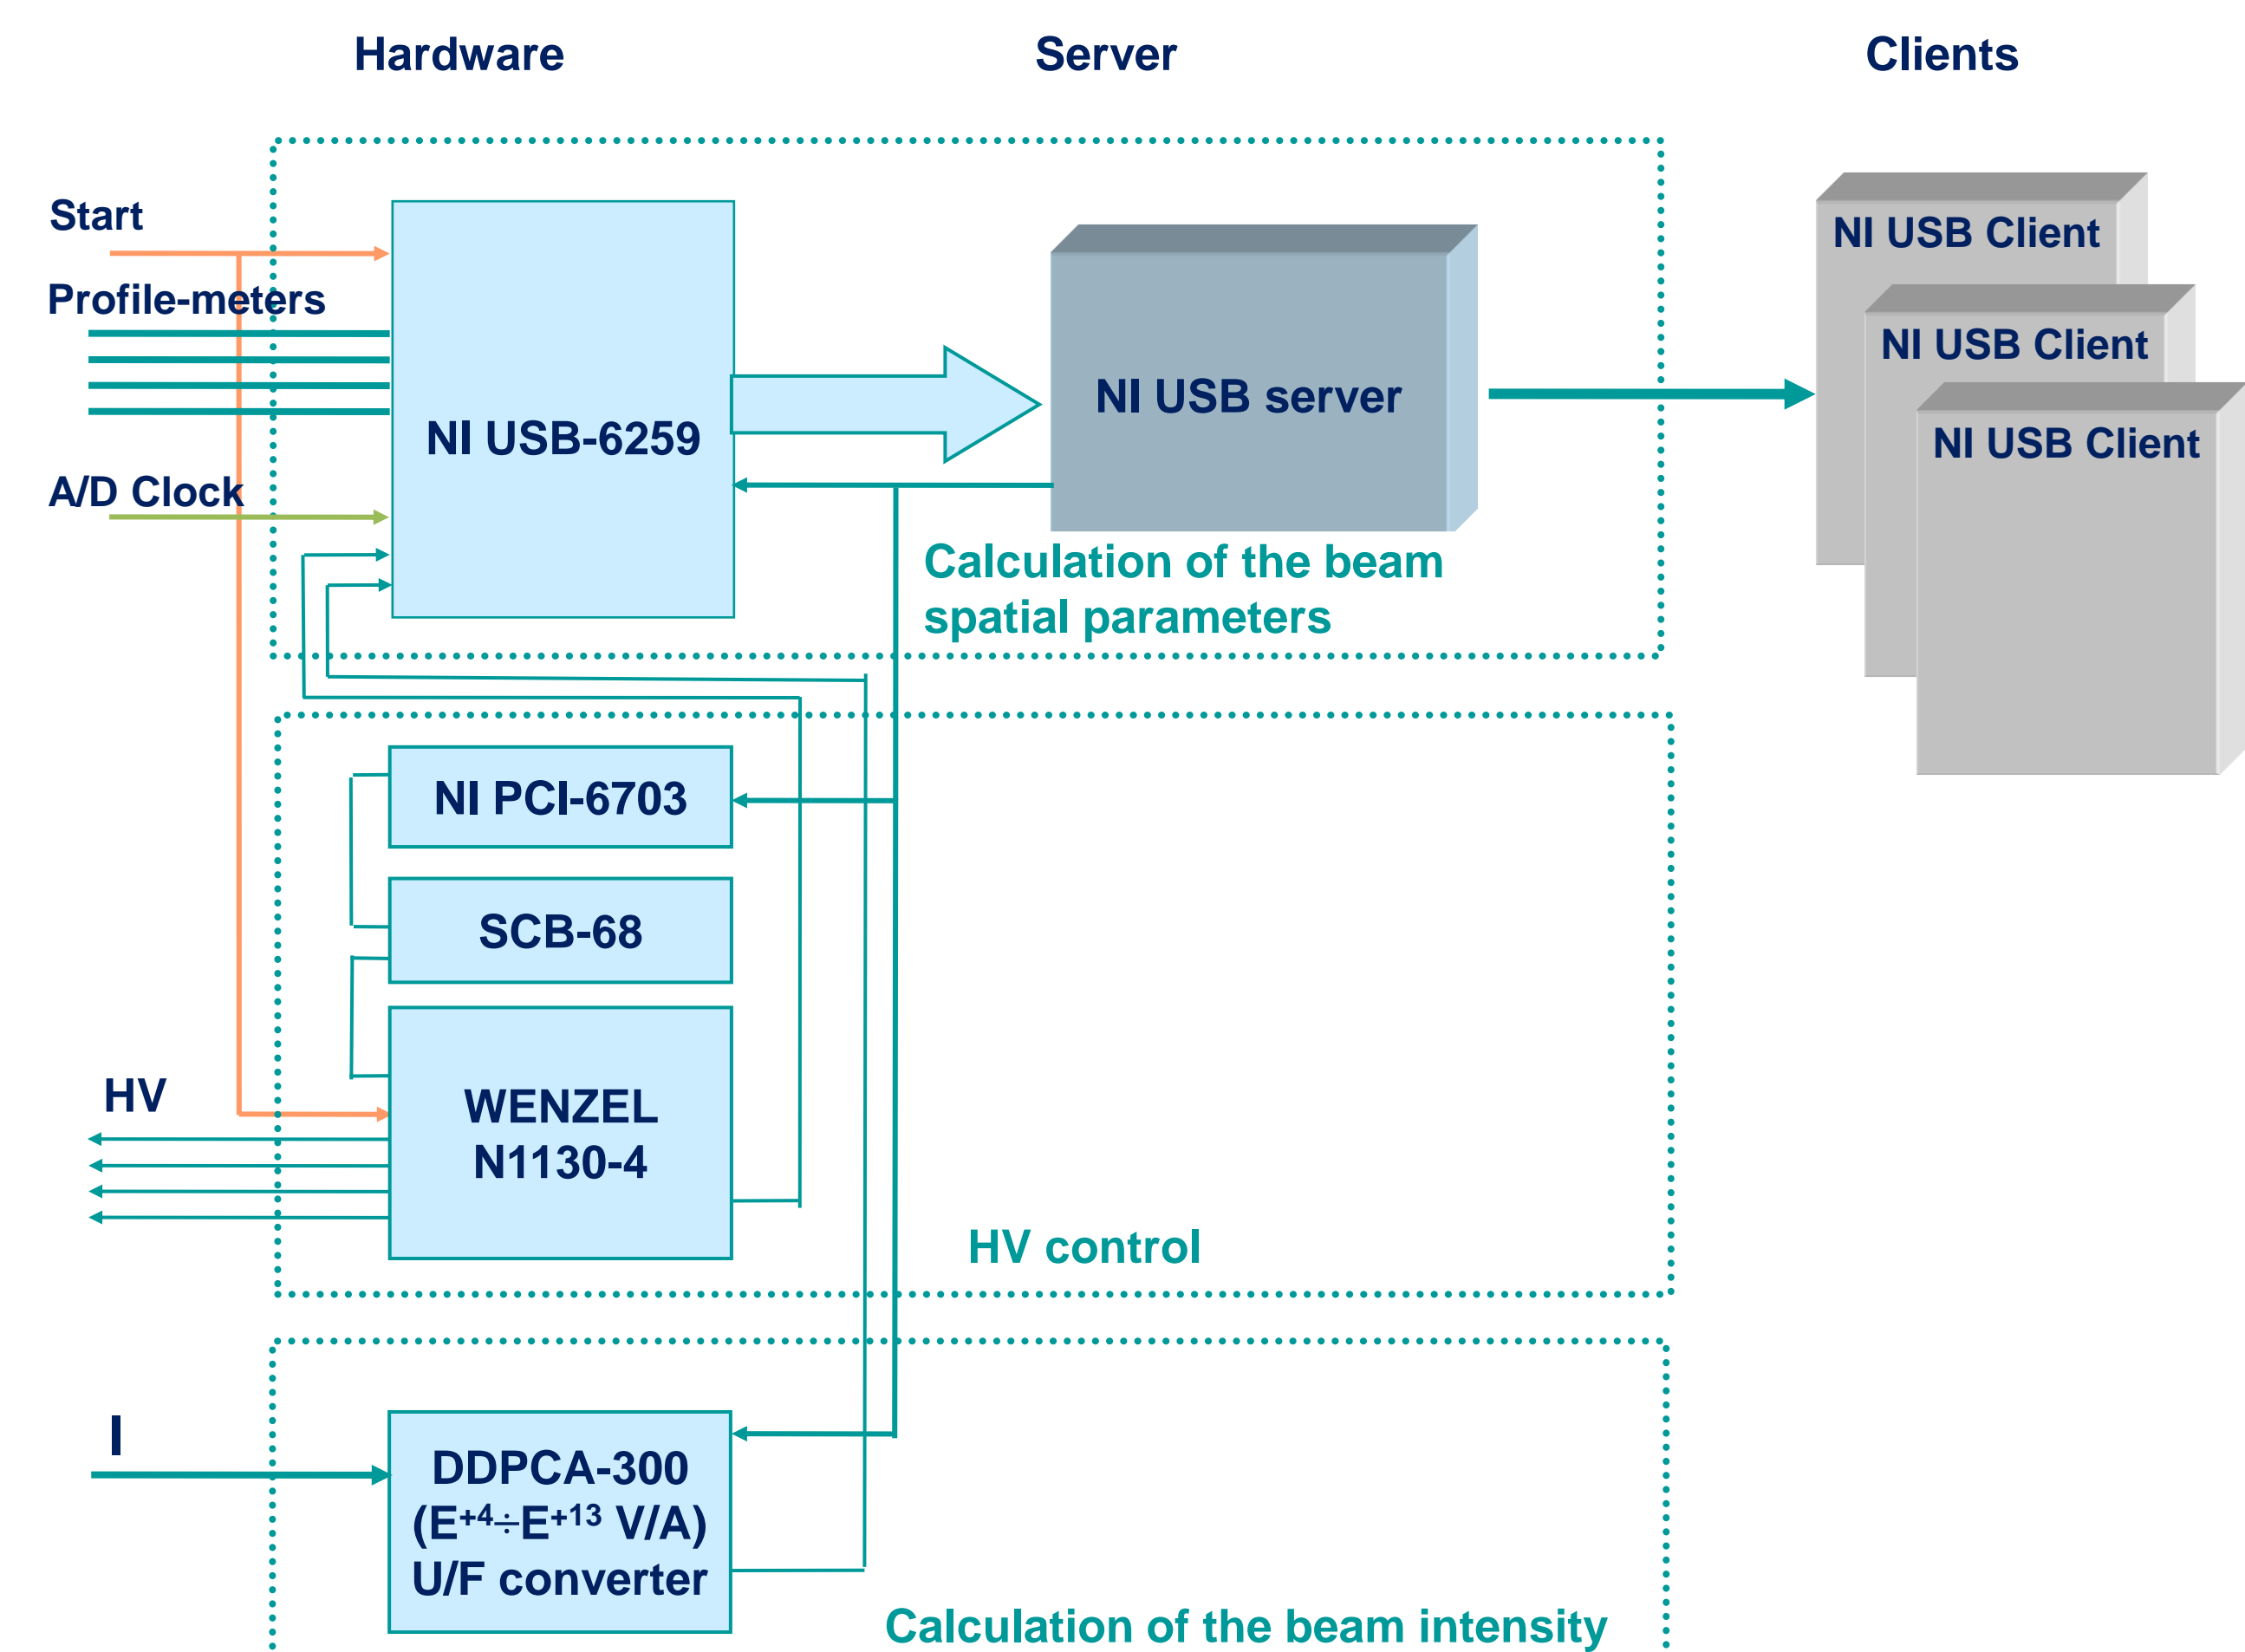 Hardware
Server
Clients
Start
Profile-meters
A/D Clock
NI USB-6259
NI USB server
NI USB Client
NI USB Client
NI USB Client
Calculation of the beam
spatial parameters
NI PCI-6703
SCB-68
HV
WENZEL
N1130-4
HV control
I
DDPCA-300
(E⁺⁴÷E⁺¹³ V/A)
U/F converter
Calculation of the beam intensity